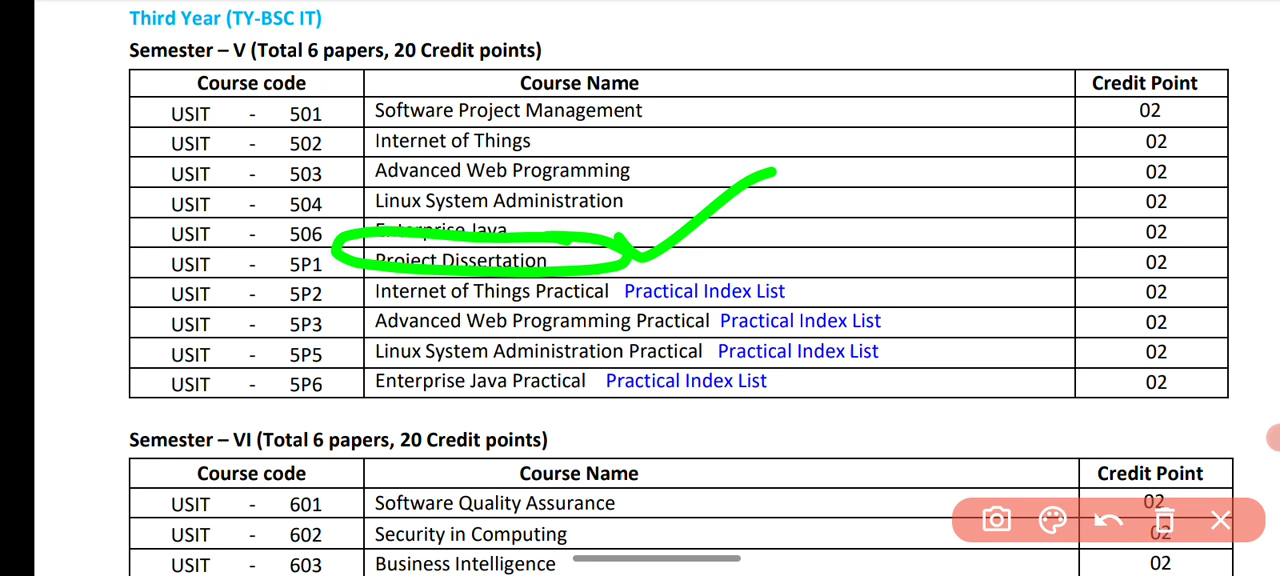 Third Year (TY-BSC IT)
Semester – V (Total 6 papers, 20 Credit points)
Course code Course Name Credit Point
USIT - 501 Software Project Management 02
USIT - 502 Internet of Things 02
USIT - 503 Advanced Web Programming 02
USIT - 504 Linux System Administration 02
USIT - 506 Enterprise Java 02
USIT - 5P1 Project Dissertation 02
USIT - 5P2 Internet of Things Practical Practical Index List 02
USIT - 5P3 Advanced Web Programming Practical Practical Index List 02
USIT - 5P5 Linux System Administration Practical Practical Index List 02
USIT - 5P6 Enterprise Java Practical Practical Index List 02
Semester – VI (Total 6 papers, 20 Credit points)
Course code Course Name Credit Point
USIT - 601 Software Quality Assurance 02
USIT - 602 Security in Computing 02
USIT - 603 Business Intelligence 02